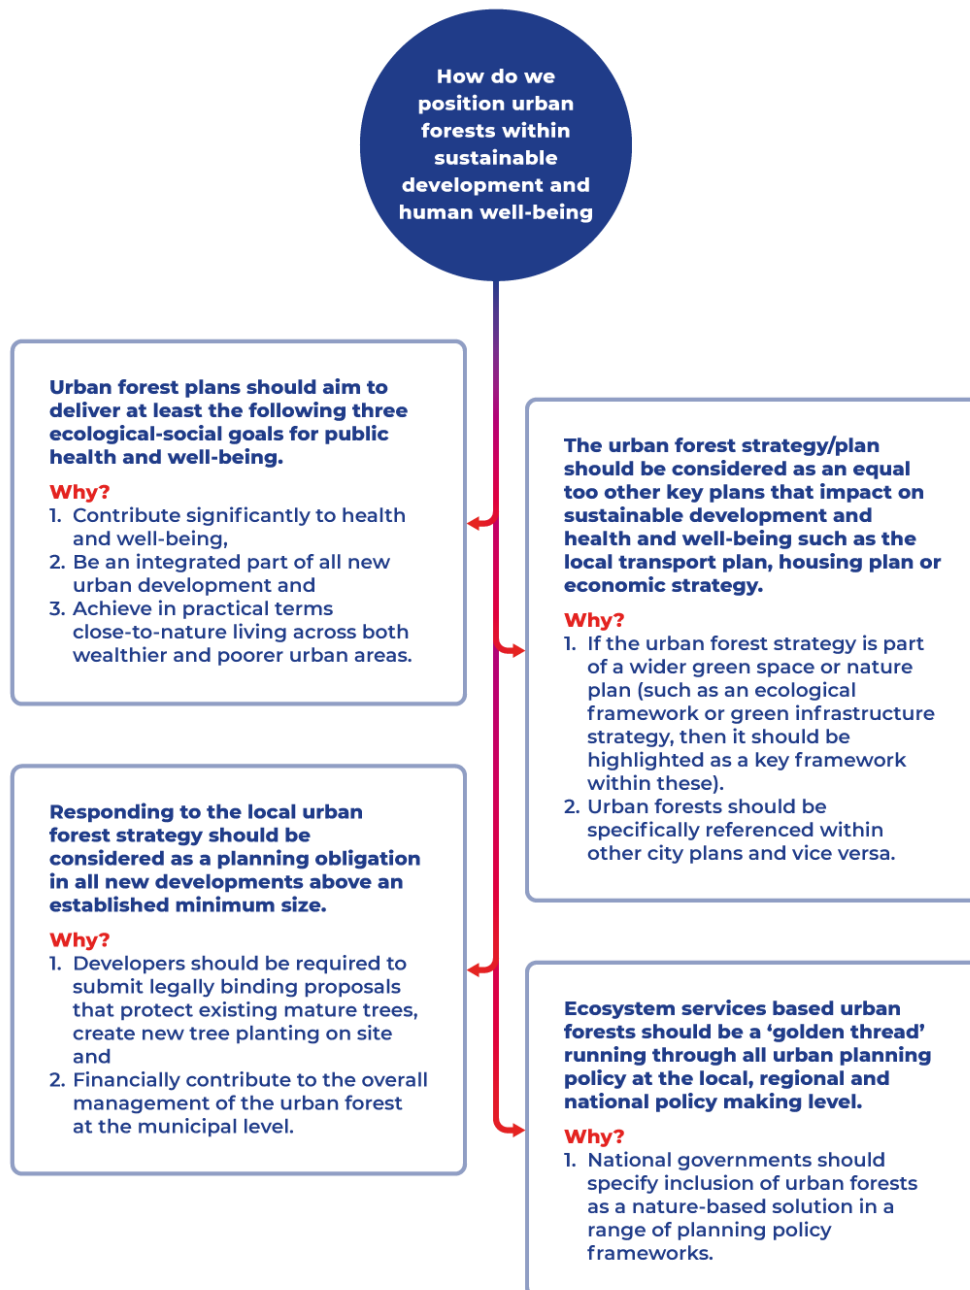 How do we
position urban
forests within
sustainable
development and
human well-being
Urban forest plans should aim to
deliver at least the following three
ecological-social goals for public
health and well-being.
Why?
1. Contribute significantly to health
and well-being,
2. Be an integrated part of all new
urban development and
3. Achieve in practical terms
close-to-nature living across both
wealthier and poorer urban areas.
The urban forest strategy/plan
should be considered as an equal
too other key plans that impact on
sustainable development and
health and well-being such as the
local transport plan, housing plan or
economic strategy.
Why?
1. If the urban forest strategy is part
of a wider green space or nature
plan (such as an ecological
framework or green infrastructure
strategy, then it should be
highlighted as a key framework
within these).
2. Urban forests should be
specifically referenced within
other city plans and vice versa.
Responding to the local urban
forest strategy should be
considered as a planning obligation
in all new developments above an
established minimum size.
Why?
1. Developers should be required to
submit legally binding proposals
that protect existing mature trees,
create new tree planting on site
and
2. Financially contribute to the overall
management of the urban forest
at the municipal level.
Ecosystem services based urban
forests should be a ‘golden thread’
running through all urban planning
policy at the local, regional and
national policy making level.
Why?
1. National governments should
specify inclusion of urban forests
as a nature-based solution in a
range of planning policy
frameworks.